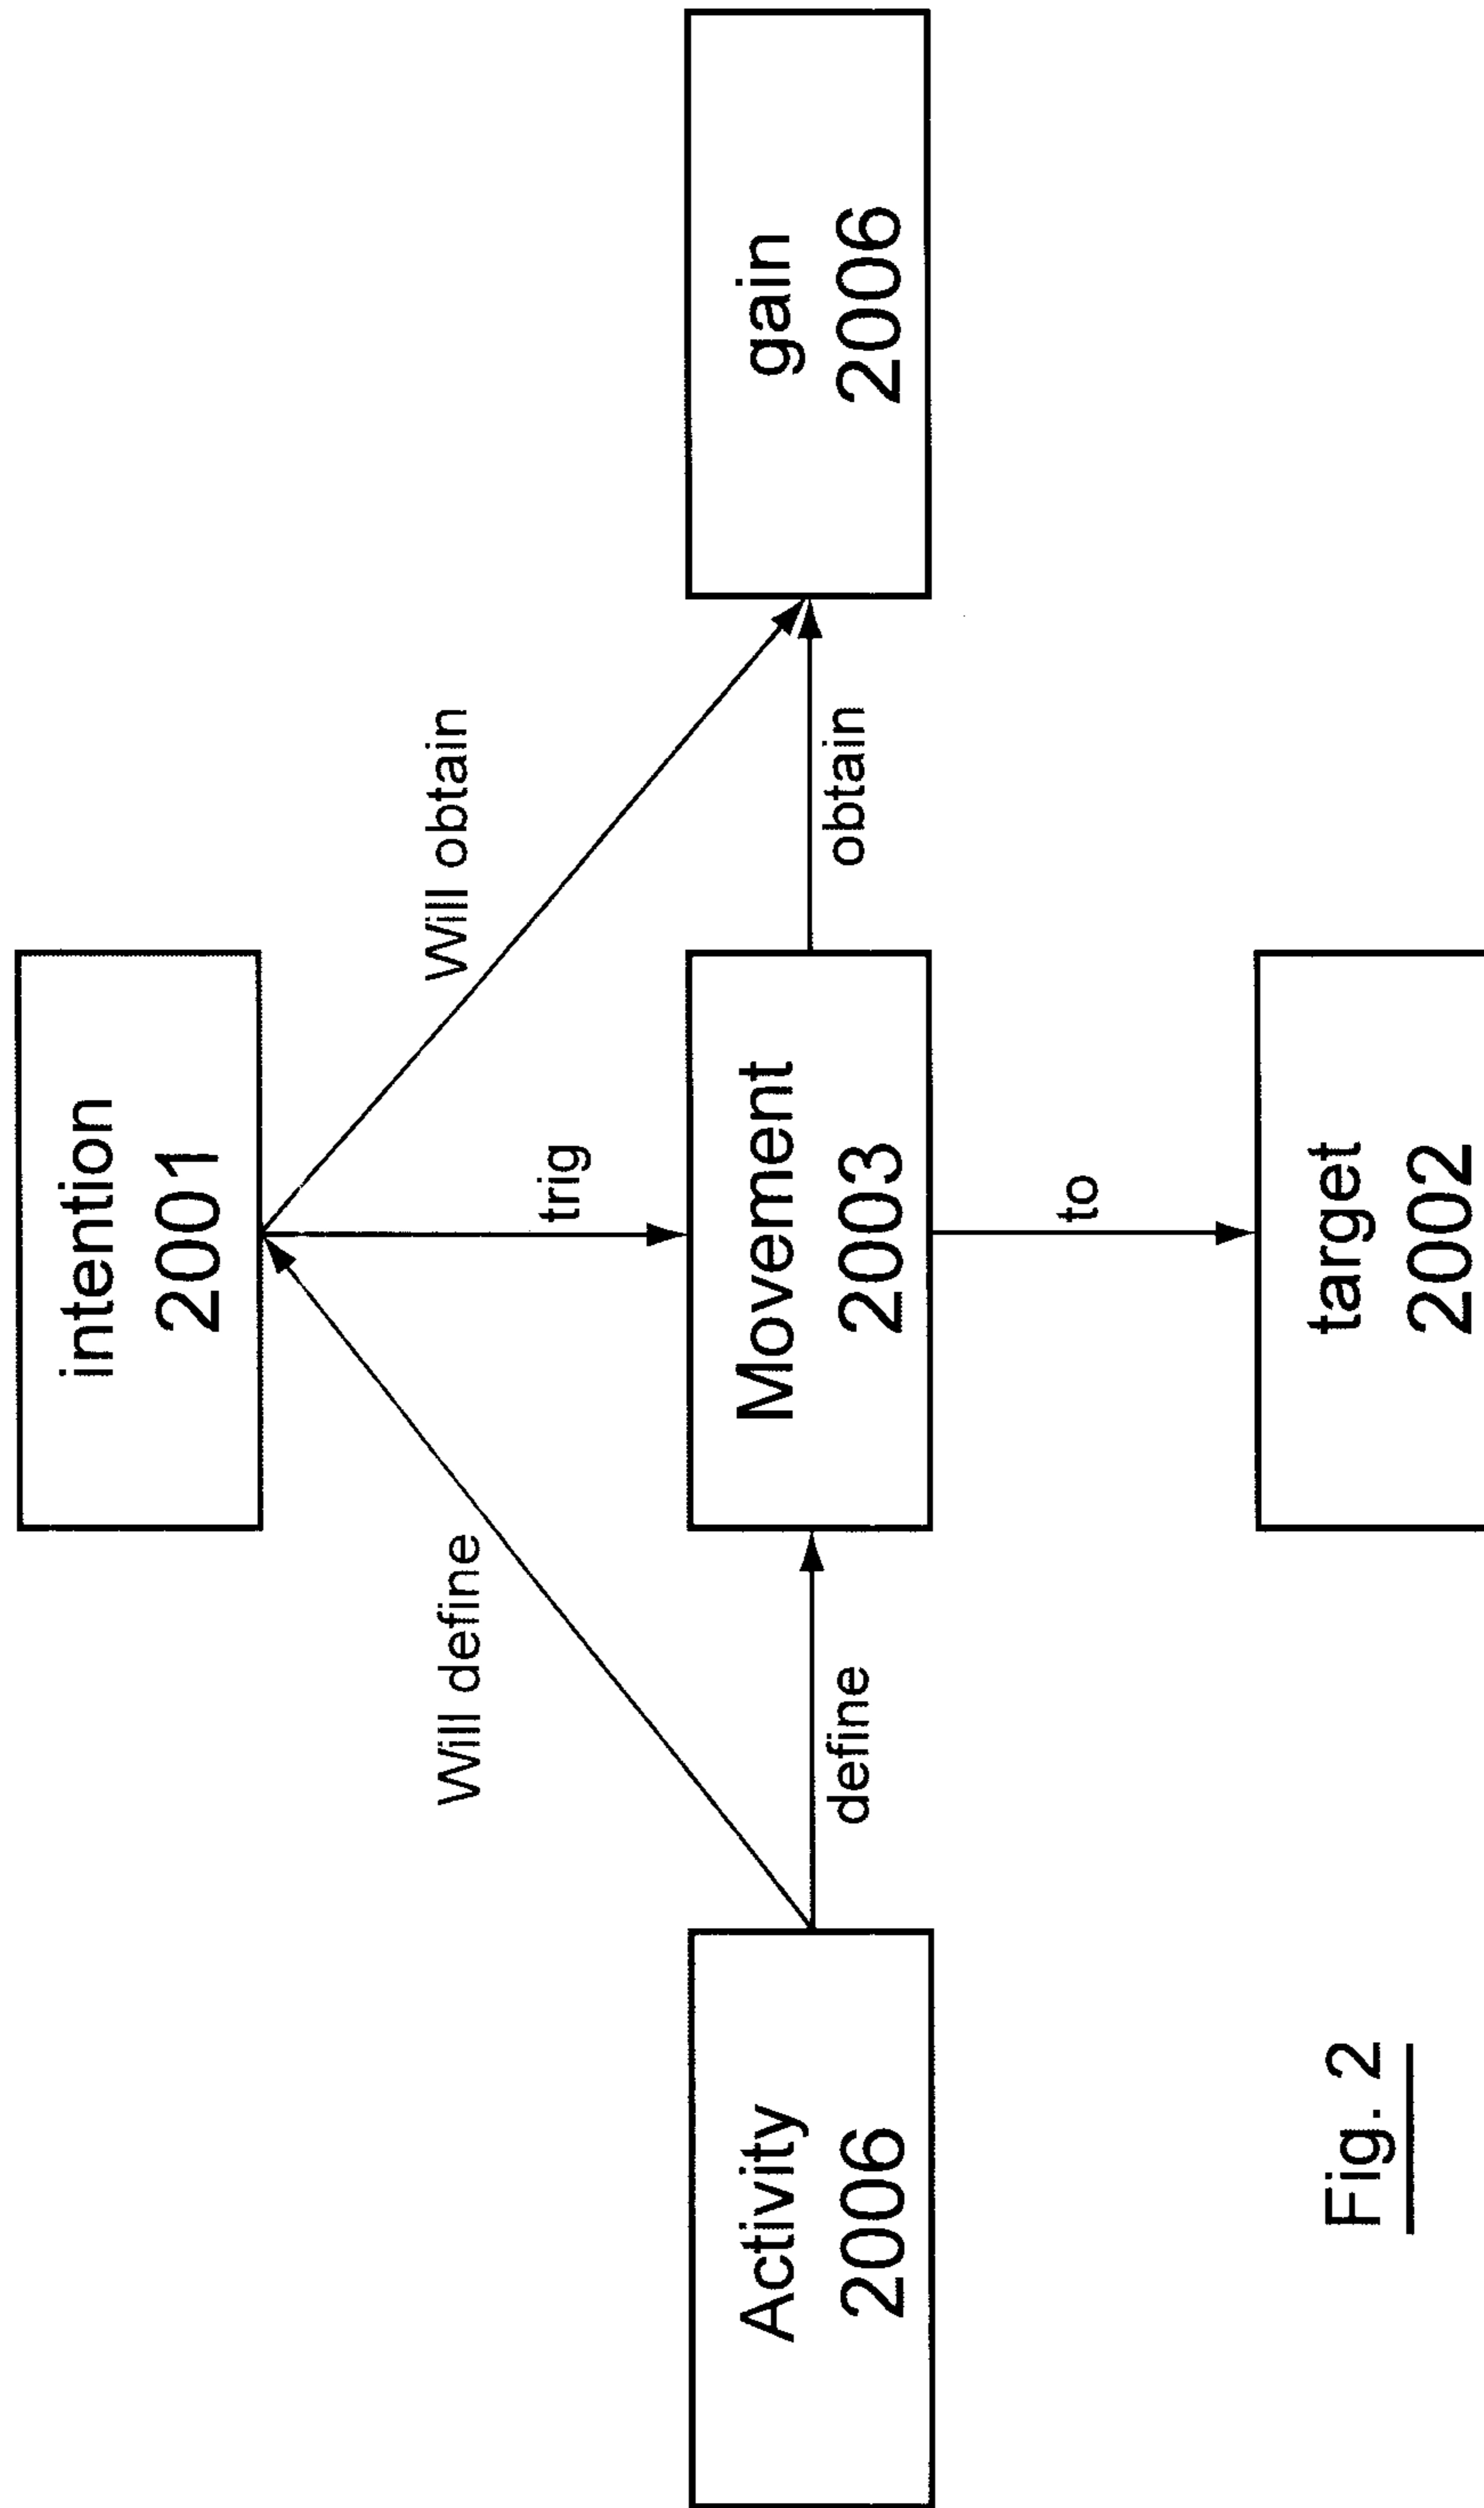 intention
2001
Will define
Will obtain
trig
Activity
2006
define
Movement
2003
obtain
gain
2006
to
target
2002
Fig. 2